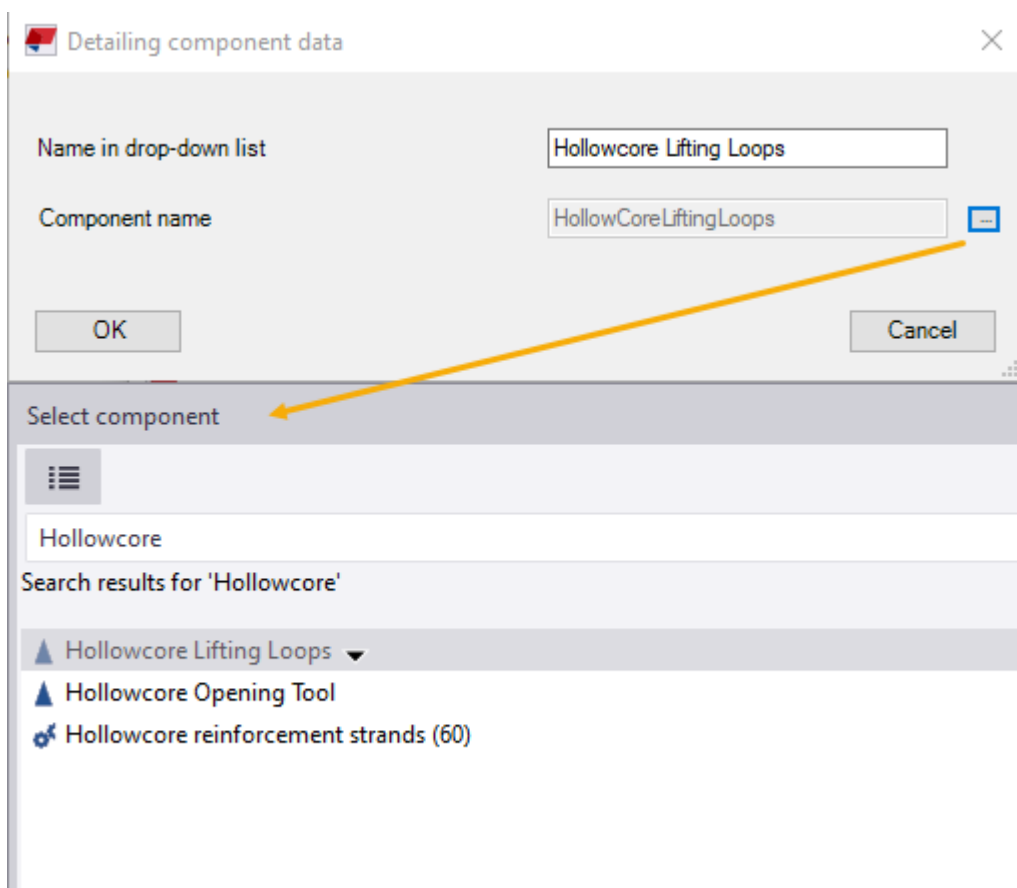 Detailing component data
Name in drop-down list Hollowcore Lifting Loops
Component name HollowCoreLiftingLoops ...
OK Cancel
Select component
Hollowcore
Search results for 'Hollowcore'
Hollowcore Lifting Loops
Hollowcore Opening Tool
Hollowcore reinforcement strands (60)